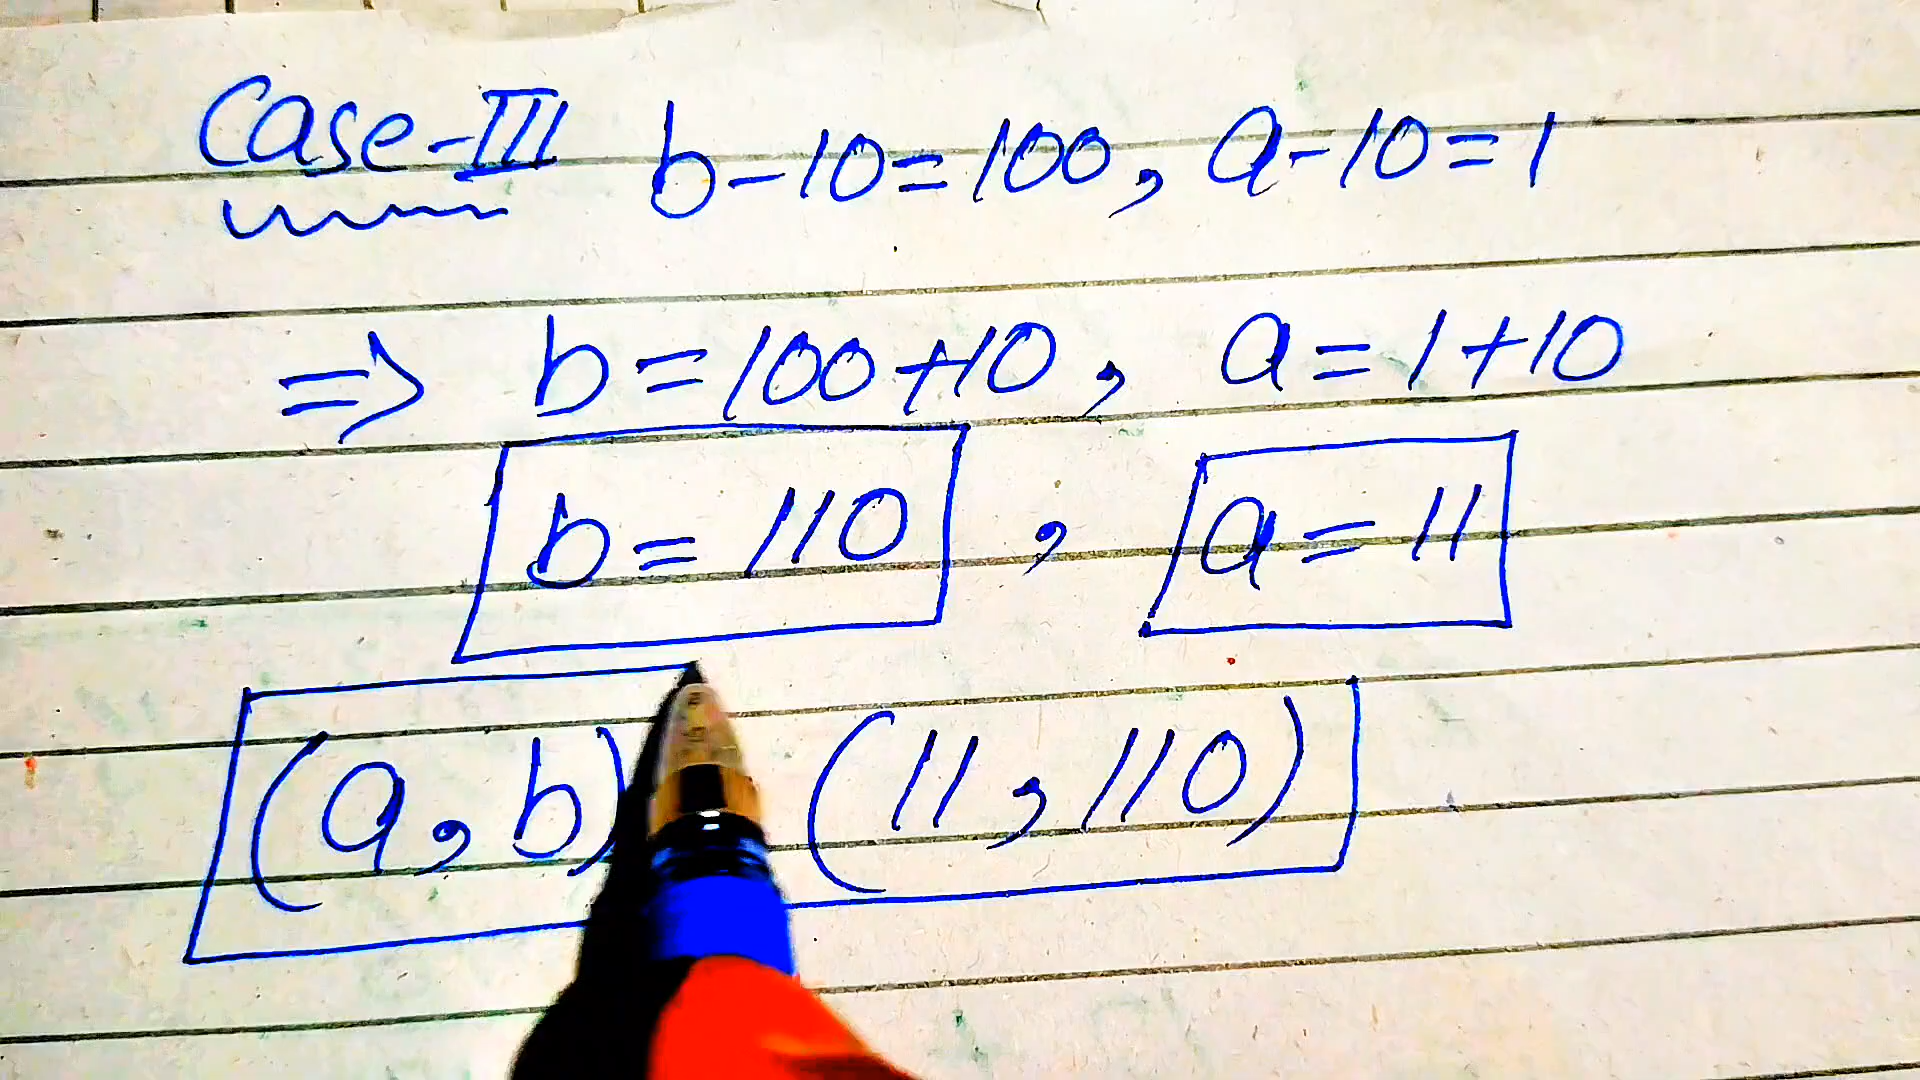 Case-III b-10=100, a-10=1
=> b=100+10, a=1+10
b=110, a=11
(a,b) (11,110)